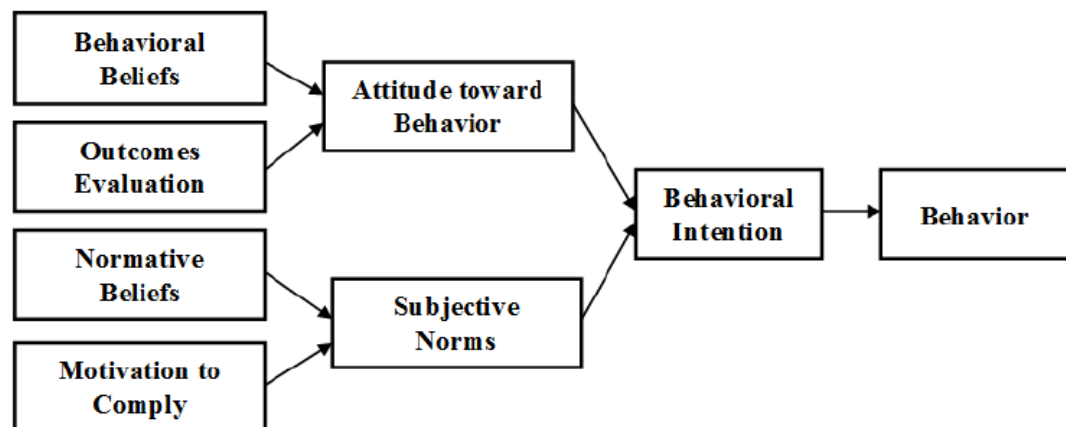 Behavioral
Beliefs
Attitude toward
Behavior
Outcomes
Evaluation
Behavioral
Intention
Behavior
Normative
Beliefs
Subjective
Norms
Motivation to
Comply